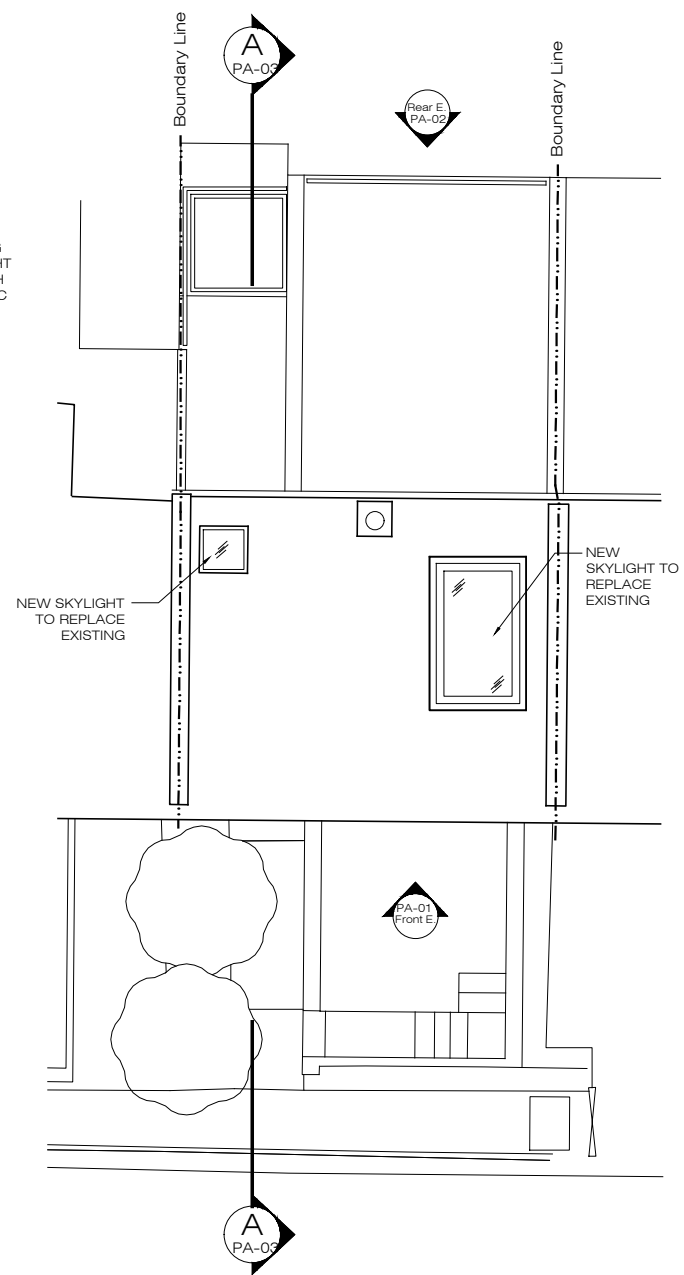 Boundary Line
A
PA-03
Rear E.
PA-02
Boundary Line
NEW SKYLIGHT
TO REPLACE
EXISTING
NEW
SKYLIGHT TO
REPLACE
EXISTING
PA-01
Front E.
A
PA-03